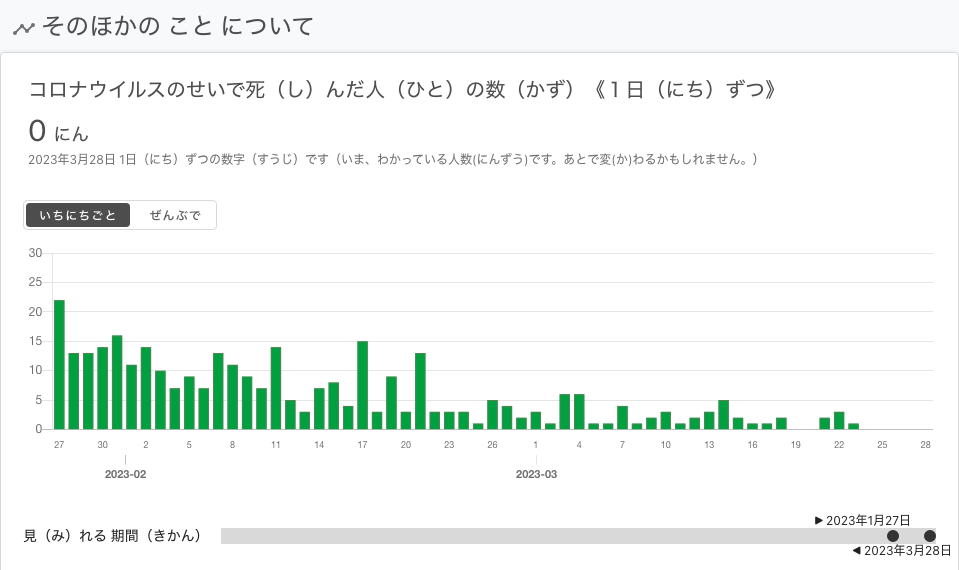 そのほかの こと について
コロナウイルスのせいで死（し）んだ人（ひと）の数（かず）《１日（にち）ずつ》
0 にん
2023年3月28日 1日（にち）ずつの数字（すうじ）です（いま、わかっている人数(にんずう)です。あとで変(か)わるかもしれません。）
いちにちごと ぜんぶで
30
25
20
15
10
5
0
27 30 2 5 8 11 14 17 20 23 26 1 4 7 10 13 16 19 22 25 28
2023-02 2023-03
▶ 2023年1月27日
見（み）れる 期間（きかん）
◀ 2023年3月28日